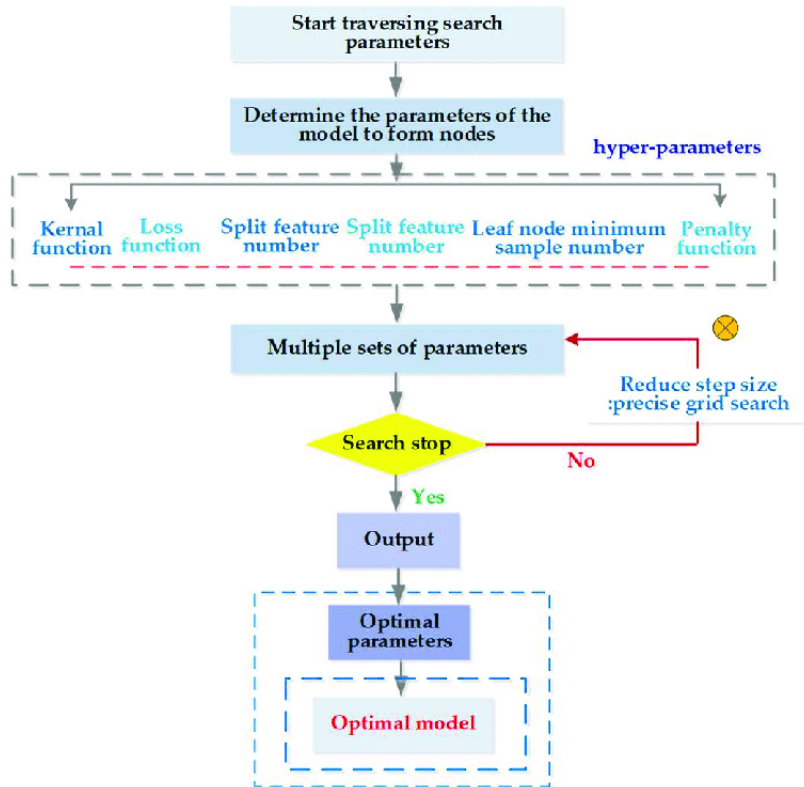 Start traversing search
parameters
Determine the parameters of the
model to form nodes
hyper-parameters
Kernal
function
Loss
function
Split feature
number
Split feature
number
Leaf node minimum
sample number
Penalty
function
Multiple sets of parameters
Reduce step size
:precise grid search
Search stop
No
Yes
Output
Optimal
parameters
Optimal model